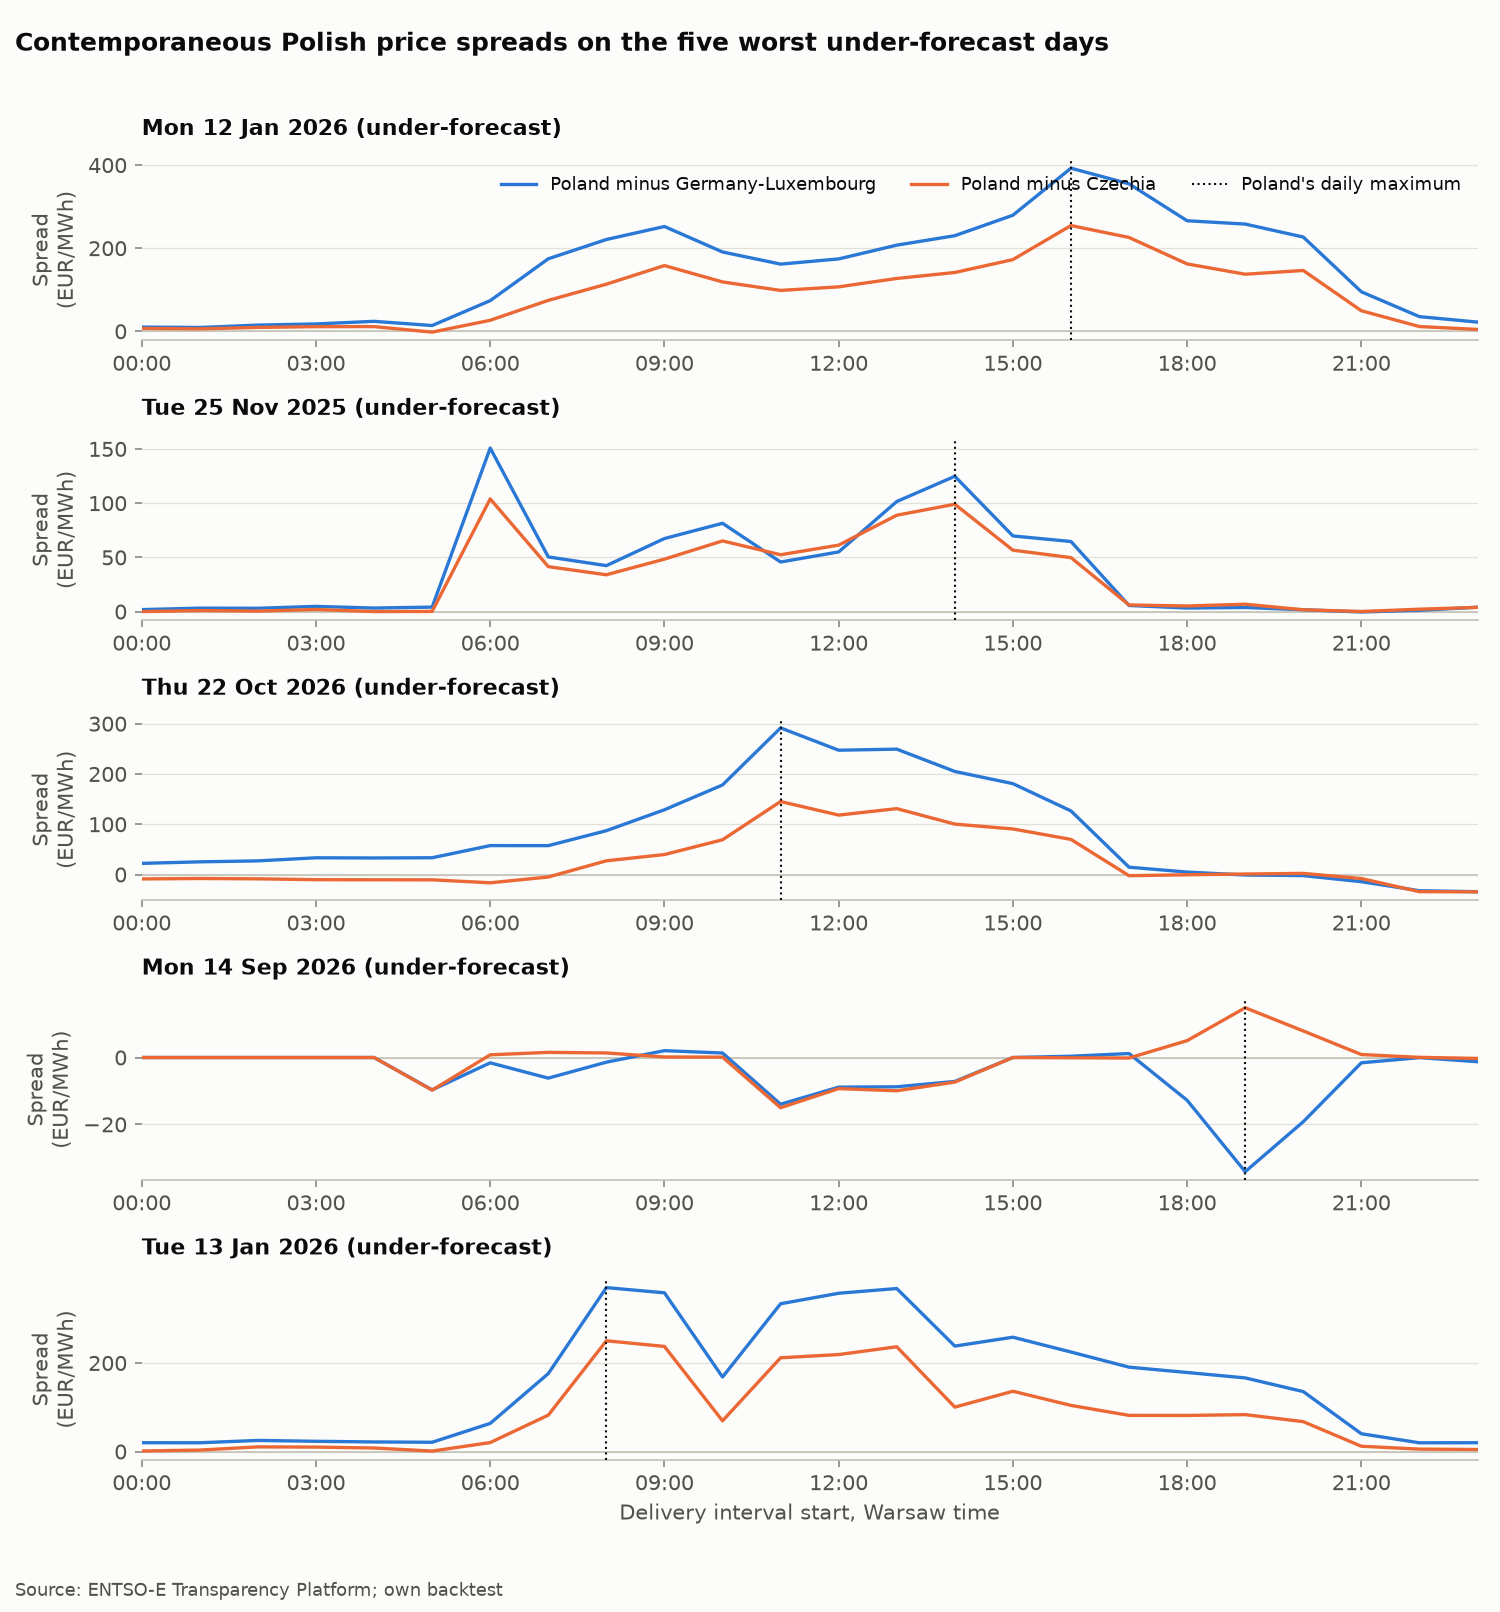 Contemporaneous Polish price spreads on the five worst under-forecast days
Mon 12 Jan 2026 (under-forecast)
Poland minus Germany-Luxembourg
Poland minus Czechia
Poland's daily maximum
Spread
(EUR/MWh)
400
200
0
00:00 03:00 06:00 09:00 12:00 15:00 18:00 21:00
Tue 25 Nov 2025 (under-forecast)
Spread
(EUR/MWh)
150
100
50
0
00:00 03:00 06:00 09:00 12:00 15:00 18:00 21:00
Thu 22 Oct 2026 (under-forecast)
Spread
(EUR/MWh)
300
200
100
0
00:00 03:00 06:00 09:00 12:00 15:00 18:00 21:00
Mon 14 Sep 2026 (under-forecast)
Spread
(EUR/MWh)
0
−20
00:00 03:00 06:00 09:00 12:00 15:00 18:00 21:00
Tue 13 Jan 2026 (under-forecast)
Spread
(EUR/MWh)
200
0
00:00 03:00 06:00 09:00 12:00 15:00 18:00 21:00
Delivery interval start, Warsaw time
Source: ENTSO-E Transparency Platform; own backtest